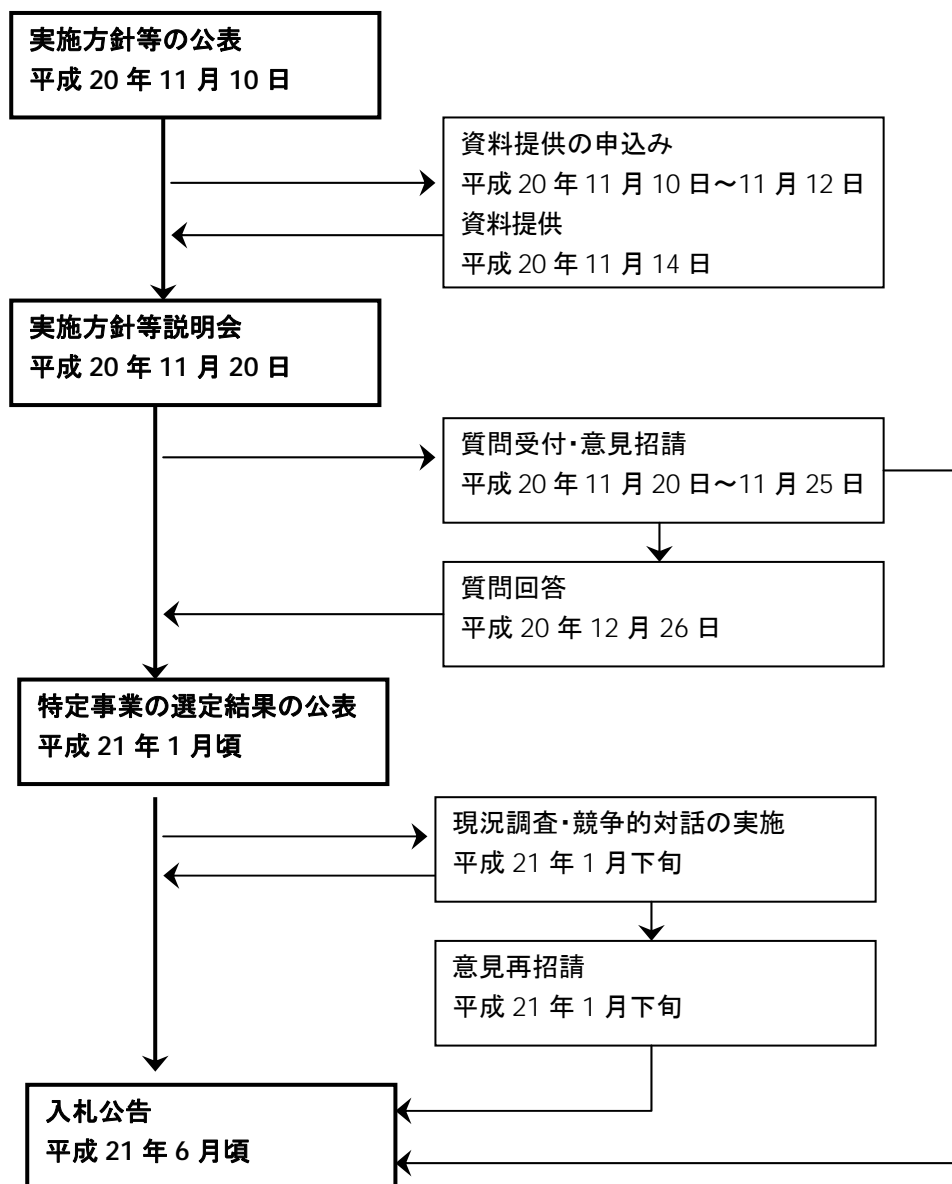 実施方針等の公表
平成 20 年 11 月 10 日
資料提供の申込み
平成 20 年 11 月 10 日～11 月 12 日
資料提供
平成 20 年 11 月 14 日
実施方針等説明会
平成 20 年 11 月 20 日
質問受付・意見招請
平成 20 年 11 月 20 日～11 月 25 日
質問回答
平成 20 年 12 月 26 日
特定事業の選定結果の公表
平成 21 年 1 月頃
現況調査・競争的対話の実施
平成 21 年 1 月下旬
意見再招請
平成 21 年 1 月下旬
入札公告
平成 21 年 6 月頃